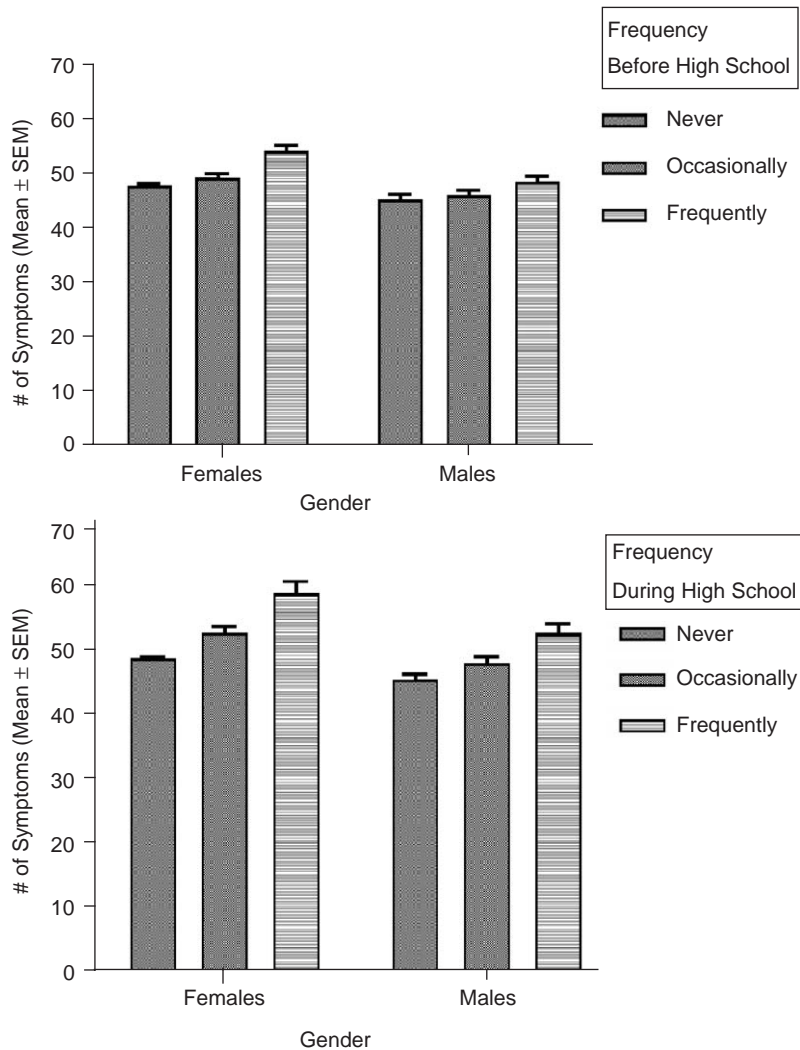 Frequency
Before High School
Never
Occasionally
Frequently
# of Symptoms (Mean ± SEM)
70
60
50
40
30
20
10
0
Females
Males
Gender
Frequency
During High School
Never
Occasionally
Frequently
# of Symptoms (Mean ± SEM)
70
60
50
40
30
20
10
0
Females
Males
Gender